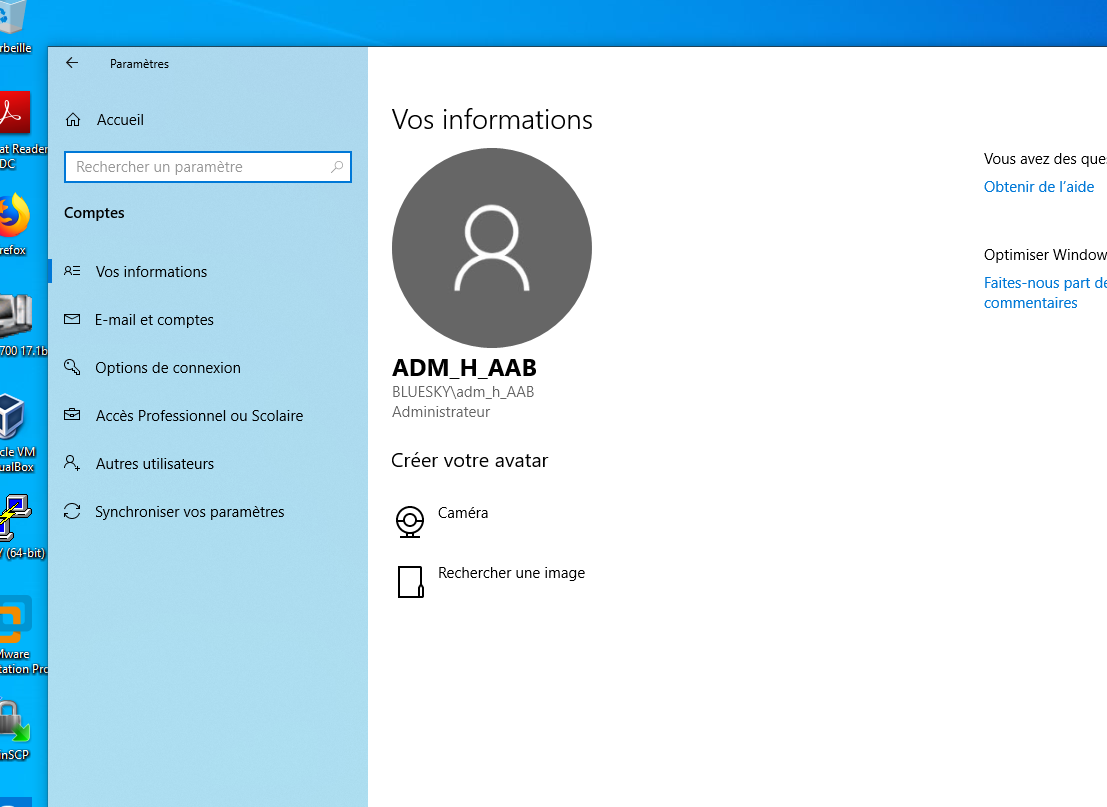 rbeille
at Reader
DC
refox
700 17.1b
cle VM
ualBox
Y (64-bit)
Mware
tation Pro
inSCP
Paramètres
Accueil
Rechercher un paramètre
Comptes
Vos informations
E-mail et comptes
Options de connexion
Accès Professionnel ou Scolaire
Autres utilisateurs
Synchroniser vos paramètres
Vos informations
ADM_H_AAB
BLUESKY\adm_h_AAB
Administrateur
Créer votre avatar
Caméra
Rechercher une image
Vous avez des ques
Obtenir de l'aide
Optimiser Window
Faites-nous part de
commentaires